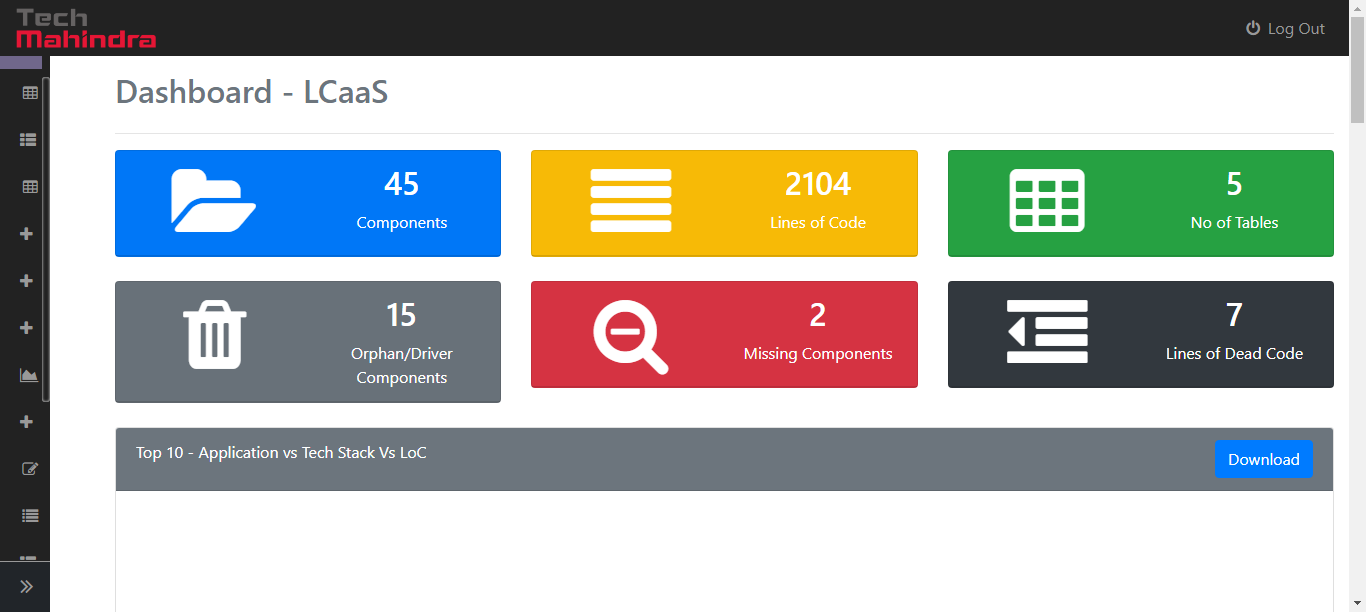 Tech
Mahindra
Log Out
Dashboard - LCaaS
45
Components
2104
Lines of Code
5
No of Tables
15
Orphan/Driver
Components
2
Missing Components
7
Lines of Dead Code
Top 10 - Application vs Tech Stack Vs LoC
Download